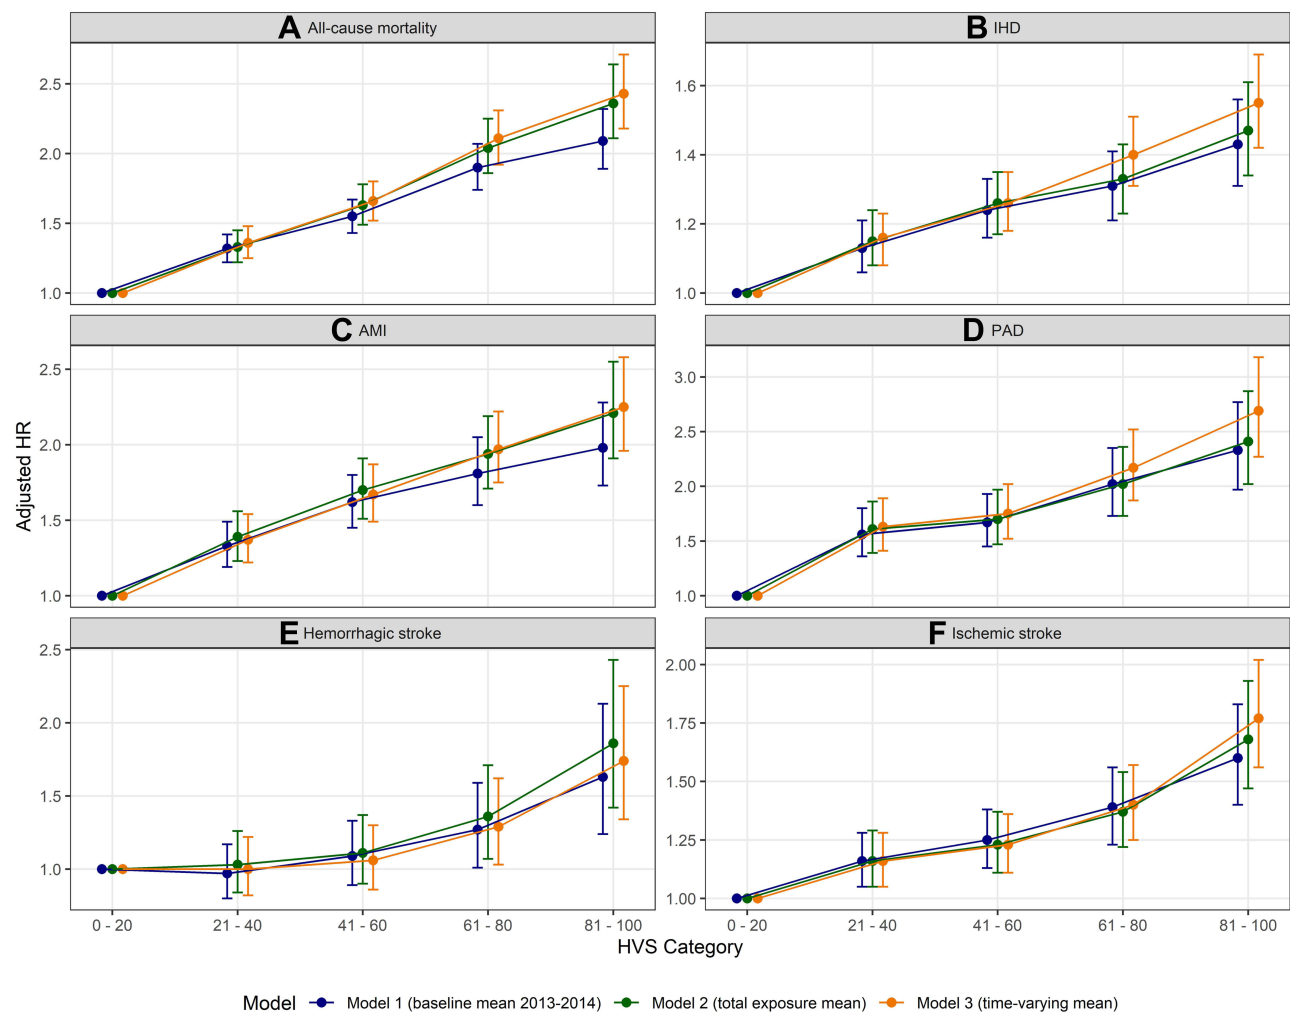 A All-cause mortality
B IHD
2.5
2.0
1.5
1.0
1.6
1.4
1.2
1.0
C AMI
D PAD
2.5
2.0
1.5
1.0
3.0
2.5
2.0
1.5
1.0
Adjusted HR
E Hemorrhagic stroke
F Ischemic stroke
2.5
2.0
1.5
1.0
2.00
1.75
1.50
1.25
1.00
0 - 20 21 - 40 41 - 60 61 - 80 81 - 100
0 - 20 21 - 40 41 - 60 61 - 80 81 - 100
HVS Category
Model Model 1 (baseline mean 2013-2014) Model 2 (total exposure mean) Model 3 (time-varying mean)